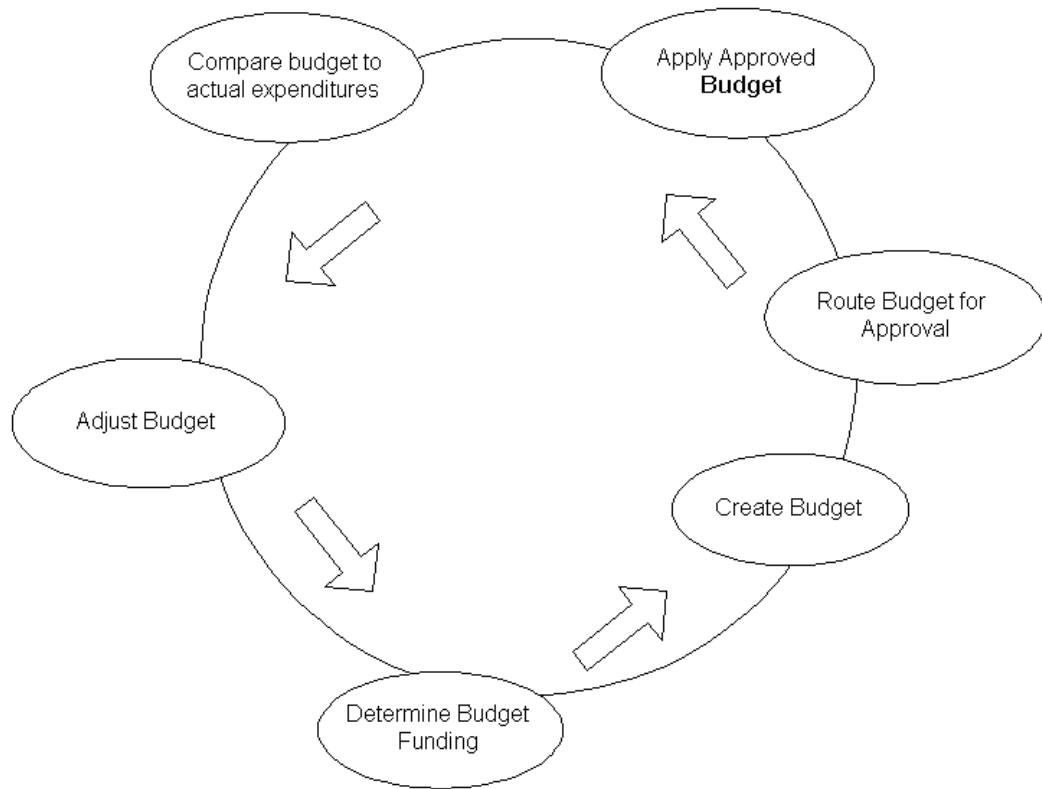 Compare budget to
actual expenditures
Apply Approved
Budget
Route Budget for
Approval
Adjust Budget
Create Budget
Determine Budget
Funding